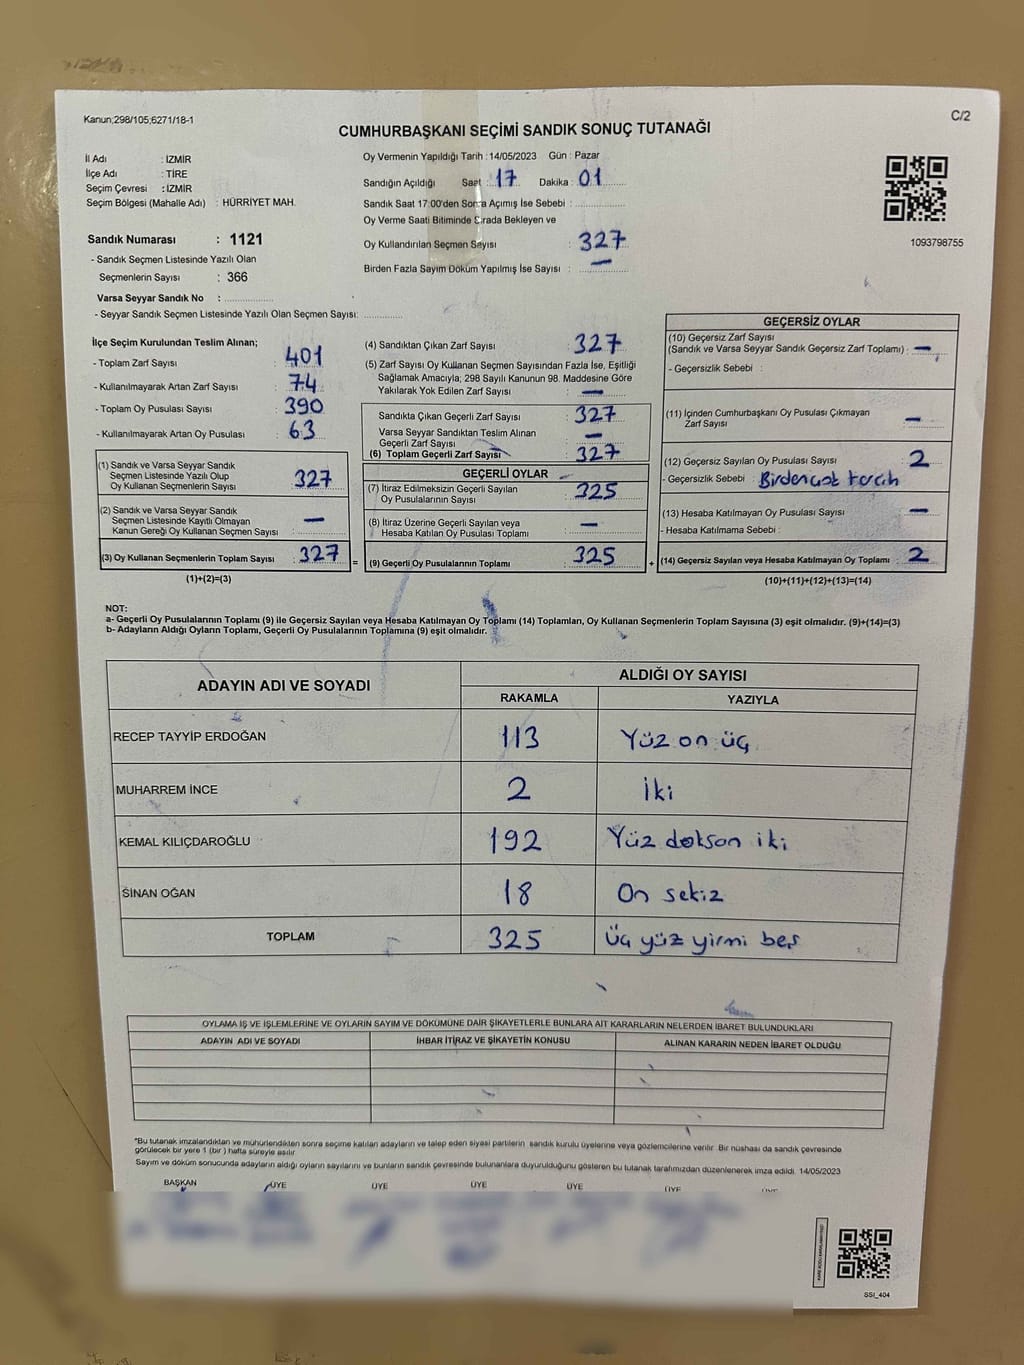 Kanun;298/105,6271/18-1
C/2
CUMHURBAŞKANI SEÇİMİ SANDIK SONUÇ TUTANAĞI
İl Adı : İZMİR
İlçe Adı : TİRE
Seçim Çevresi : İZMİR
Seçim Bölgesi (Mahalle Adı) : HÜRRİYET MAH.
Sandık Numarası : 1121
- Sandık Seçmen Listesinde Yazılı Olan
Seçmenlerin Sayısı : 366
Varsa Seyyar Sandık No :
- Seyyar Sandık Seçmen Listesinde Yazılı Olan Seçmen Sayısı:
Oy Vermenin Yapıldığı Tarih : 14/05/2023 Gün : Pazar
Sandığın Açıldığı Saat : 17 Dakika : 01
Sandık Saat 17:00'den Sonra Açımış İse Sebebi :
Oy Verme Saati Bitiminde Sırada Bekleyen ve
Oy Kullandırılan Seçmen Sayısı : 327
Birden Fazla Sayım Döküm Yapılmış İse Sayısı : —
1093798755
İlçe Seçim Kurulundan Teslim Alınan;
- Toplam Zarf Sayısı : 401
- Kullanılmayarak Artan Zarf Sayısı : 74
- Toplam Oy Pusulası Sayısı : 390
- Kullanılmayarak Artan Oy Pusulası : 63
(1) Sandık ve Varsa Seyyar Sandık
Seçmen Listesinde Yazılı Olup
Oy Kullanan Seçmenlerin Sayısı : 327
(2) Sandık ve Varsa Seyyar Sandık
Seçmen Listesinde Kayıtlı Olmayan
Kanun Gereği Oy Kullanan Seçmen Sayısı : —
(3) Oy Kullanan Seçmenlerin Toplam Sayısı : 327
(1)+(2)=(3)
(4) Sandıktan Çıkan Zarf Sayısı : 327
(5) Zarf Sayısı Oy Kullanan Seçmen Sayısından Fazla İse, Eşitliği
Sağlamak Amacıyla; 298 Sayılı Kanunun 98. Maddesine Göre
Yakılarak Yok Edilen Zarf Sayısı : —
Sandıkta Çıkan Geçerli Zarf Sayısı : 327
Varsa Seyyar Sandıktan Teslim Alınan
Geçerli Zarf Sayısı : —
(6) Toplam Geçerli Zarf Sayısı : 327
GEÇERLİ OYLAR
(7) İtiraz Edilmeksizin Geçerli Sayılan
Oy Pusulalarının Sayısı : 325
(8) İtiraz Üzerine Geçerli Sayılan veya
Hesaba Katılan Oy Pusulası Toplamı : —
= (9) Geçerli Oy Pusulalarının Toplamı : 325
GEÇERSİZ OYLAR
(10) Geçersiz Zarf Sayısı
(Sandık ve Varsa Seyyar Sandık Geçersiz Zarf Toplamı) : —
- Geçersizlik Sebebi :
(11) İçinden Cumhurbaşkanı Oy Pusulası Çıkmayan
Zarf Sayısı : —
(12) Geçersiz Sayılan Oy Pusulası Sayısı : 2
- Geçersizlik Sebebi : Birden çok tercih
(13) Hesaba Katılmayan Oy Pusulası Sayısı : —
- Hesaba Katılmama Sebebi :
+ (14) Geçersiz Sayılan veya Hesaba Katılmayan Oy Toplamı : 2
(10)+(11)+(12)+(13)=(14)
NOT:
a- Geçerli Oy Pusulalarının Toplamı (9) ile Geçersiz Sayılan veya Hesaba Katılmayan Oy Toplamı (14) Toplamları, Oy Kullanan Seçmenlerin Toplam Sayısına (3) eşit olmalıdır. (9)+(14)=(3)
b- Adayların Aldığı Oyların Toplamı, Geçerli Oy Pusulalarının Toplamına (9) eşit olmalıdır.
ADAYIN ADI VE SOYADI
ALDIĞI OY SAYISI
RAKAMLA YAZIYLA
RECEP TAYYİP ERDOĞAN 113 Yüz on üç
MUHARREM İNCE 2 İki
KEMAL KILIÇDAROĞLU 192 Yüz doksan iki
SİNAN OĞAN 18 On sekiz
TOPLAM 325 Üç yüz yirmi beş
OYLAMA İŞ VE İŞLEMLERİNE VE OYLARIN SAYIM VE DÖKÜMÜNE DAİR ŞİKAYETLERLE BUNLARA AİT KARARLARIN NELERDEN İBARET BULUNDUKLARI
ADAYIN ADI VE SOYADI İHBAR İTİRAZ VE ŞİKAYETİN KONUSU ALINAN KARARIN NEDEN İBARET OLDUĞU
"Bu tutanak imzalandıktan ve mühürlendikten sonra seçime katılan adayların ve talep eden siyasi partilerin sandık kurulu üyelerine veya gözlemcilerine verilir. Bir nüshası da sandık çevresinde
görülecek bir yere 1 (bir) hafta süreyle asılır.
Sayım ve döküm sonucunda adayların aldığı oyların sayılarını ve bunların sandık çevresinde bulunanlara duyurulduğunu gösteren bu tutanak tarafımızdan düzenlenerek imza edildi. 14/05/2023
BAŞKAN ÜYE ÜYE ÜYE ÜYE ÜYE ÜYE
SSI_404